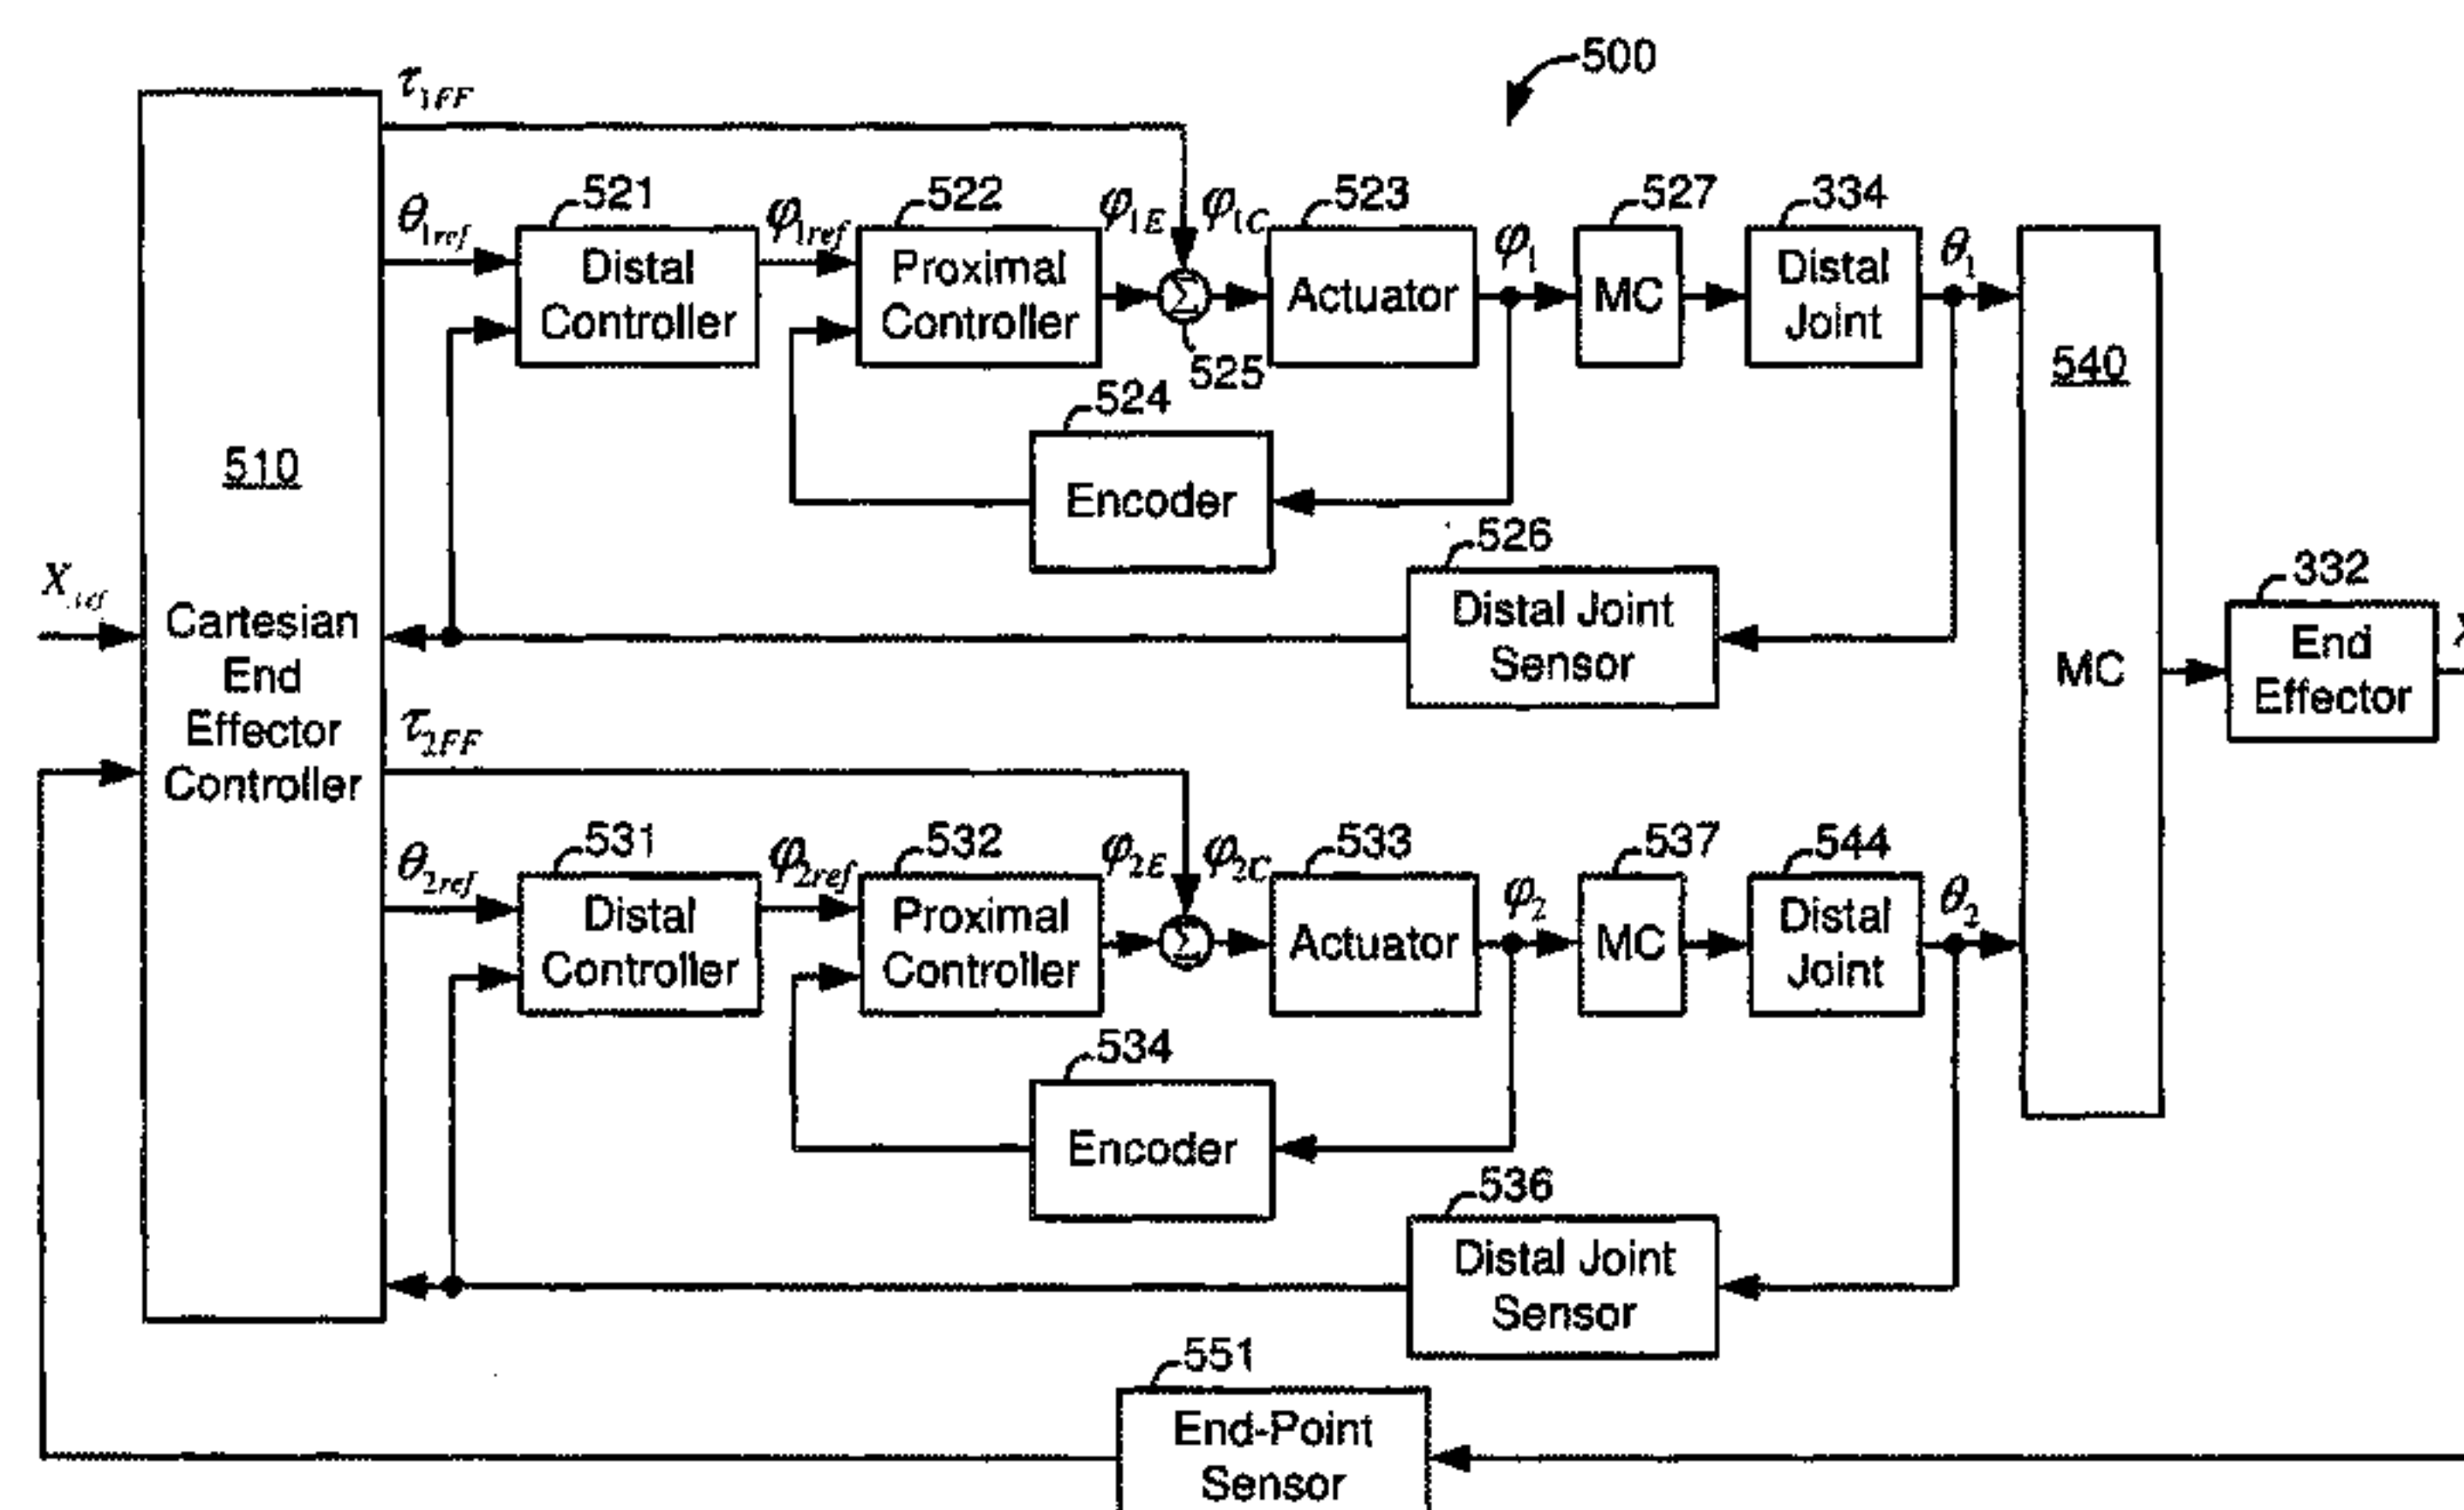 500
τ1FF
θ1ref
521
Distal
Controller
φ1ref
522
Proximal
Controller
φ1E
φ1C
Σ
525
523
Actuator
φ1
527
MC
334
Distal
Joint
θ1
540
MC
524
Encoder
526
Distal Joint
Sensor
510
Cartesian
End
Effector
Controller
332
End
Effector
τ2FF
θ2ref
531
Distal
Controller
φ2ref
532
Proximal
Controller
φ2E
φ2C
Σ
533
Actuator
φ2
537
MC
544
Distal
Joint
θ2
534
Encoder
536
Distal Joint
Sensor
551
End-Point
Sensor